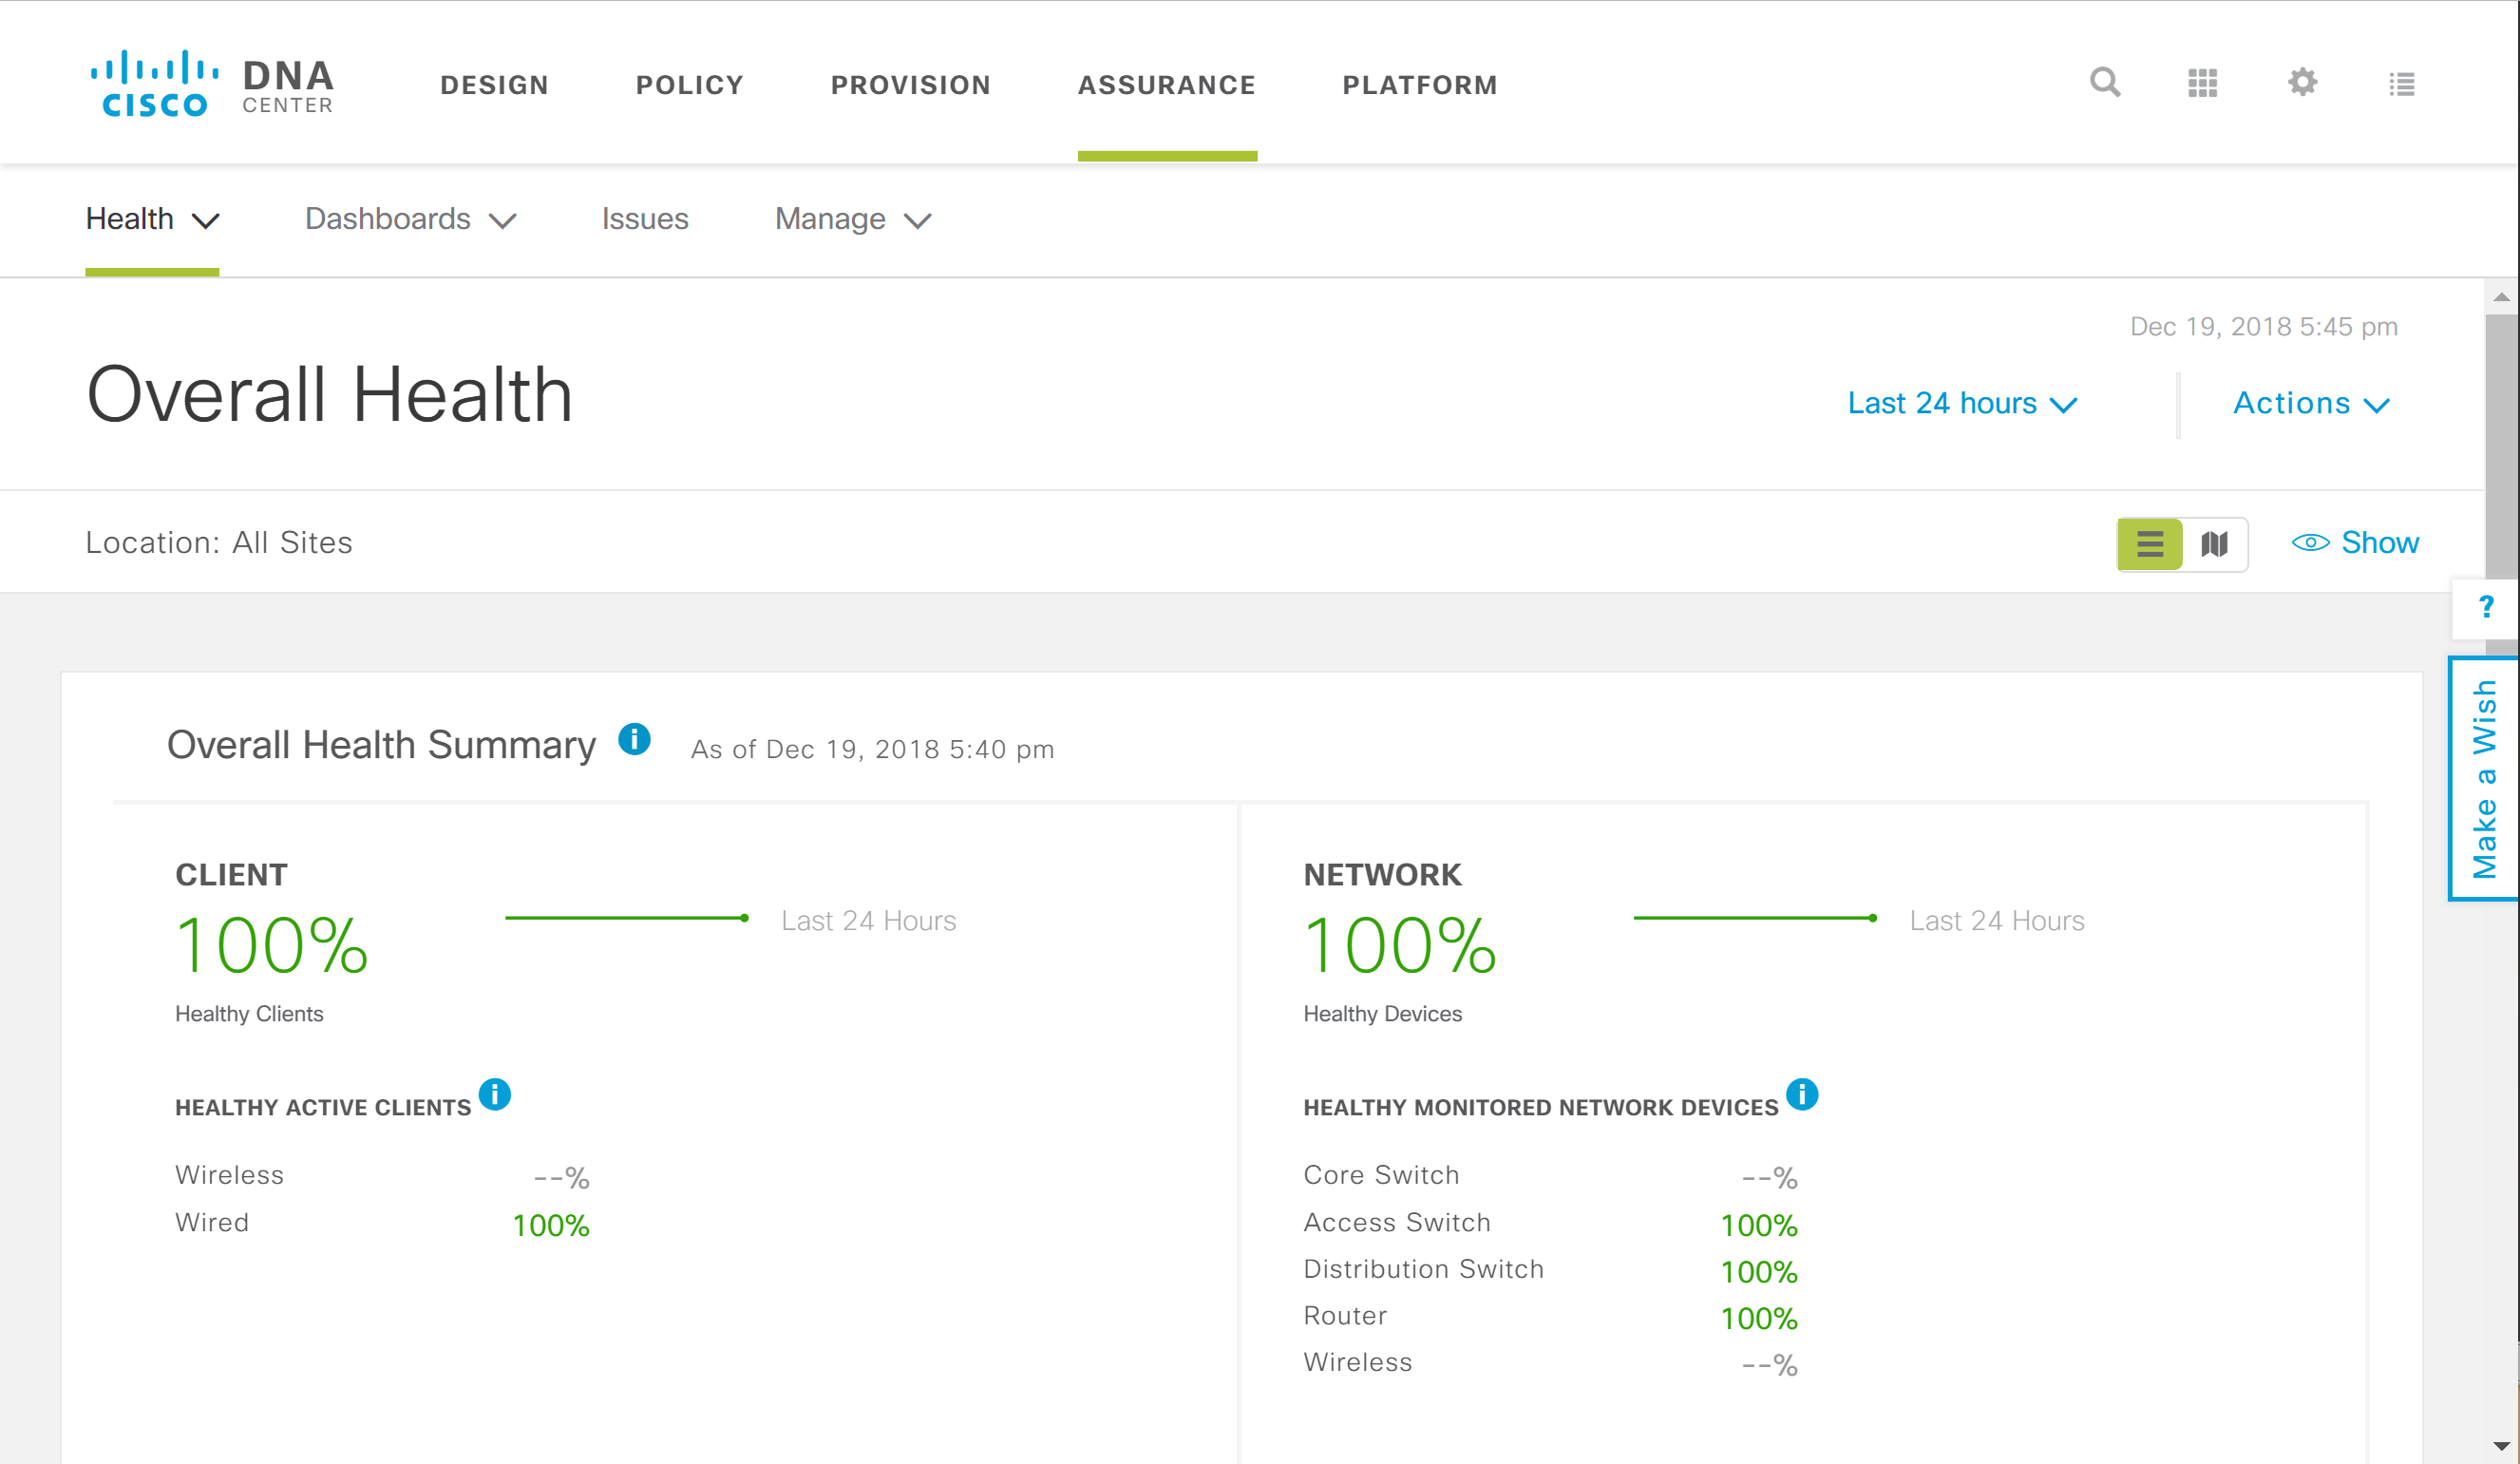 CISCO DNA CENTER DESIGN POLICY PROVISION ASSURANCE PLATFORM
Health Dashboards Issues Manage
Dec 19, 2018 5:45 pm
Overall Health
Last 24 hours Actions
Location: All Sites
Show
?
Make a Wish
Overall Health Summary i As of Dec 19, 2018 5:40 pm
CLIENT
100% Last 24 Hours
Healthy Clients
HEALTHY ACTIVE CLIENTS i
Wireless --%
Wired 100%
NETWORK
100% Last 24 Hours
Healthy Devices
HEALTHY MONITORED NETWORK DEVICES i
Core Switch --%
Access Switch 100%
Distribution Switch 100%
Router 100%
Wireless --%